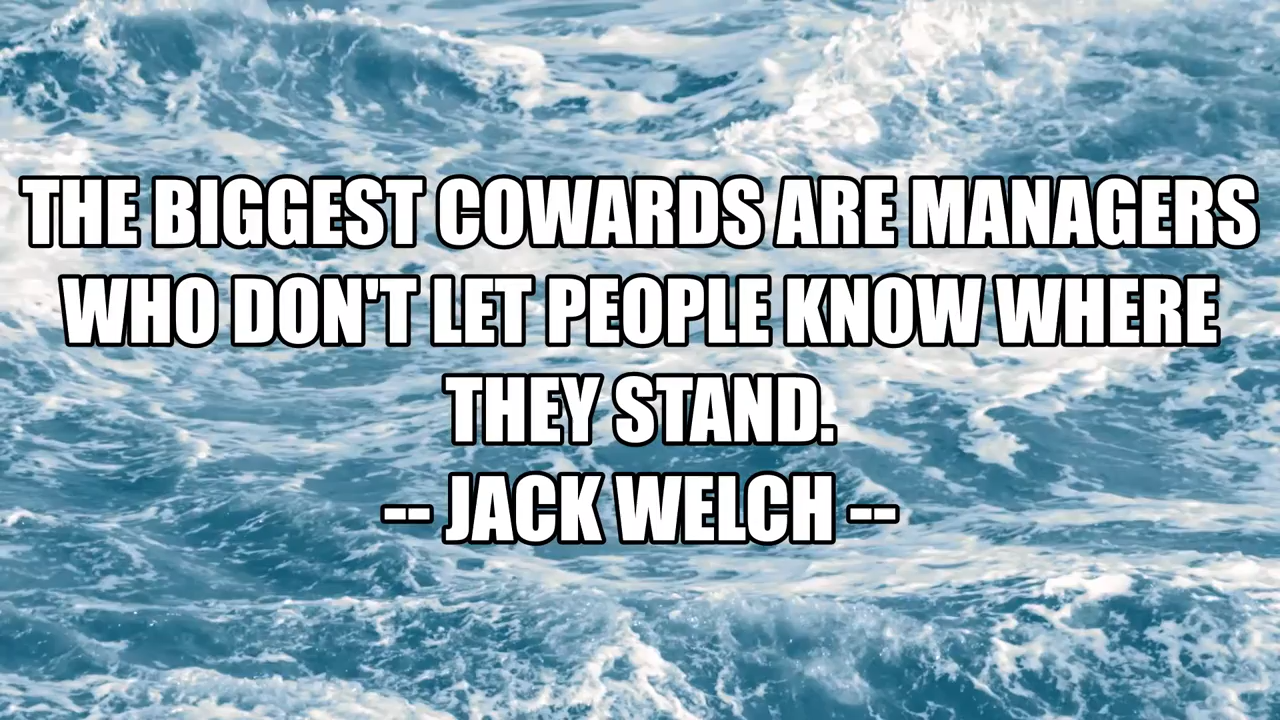 THE BIGGEST COWARDS ARE MANAGERS
WHO DON'T LET PEOPLE KNOW WHERE
THEY STAND.
-- JACK WELCH --